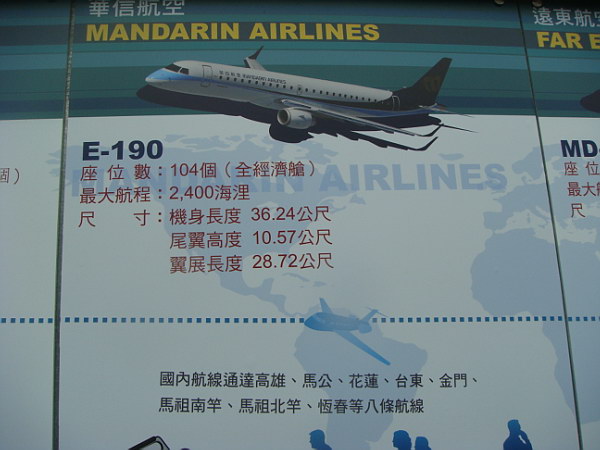 華信航空
MANDARIN AIRLINES
MANDARIN AIRLINES
E-190
座位數：104個（全經濟艙）
最大航程：2,400海浬
尺寸：機身長度 36.24公尺
尾翼高度 10.57公尺
翼展長度 28.72公尺
MANDARIN AIRLINES
國內航線通達高雄、馬公、花蓮、台東、金門、
馬祖南竿、馬祖北竿、恆春等八條航線
個）
遠東航空
FAR E
MD-
座位
最大航
尺